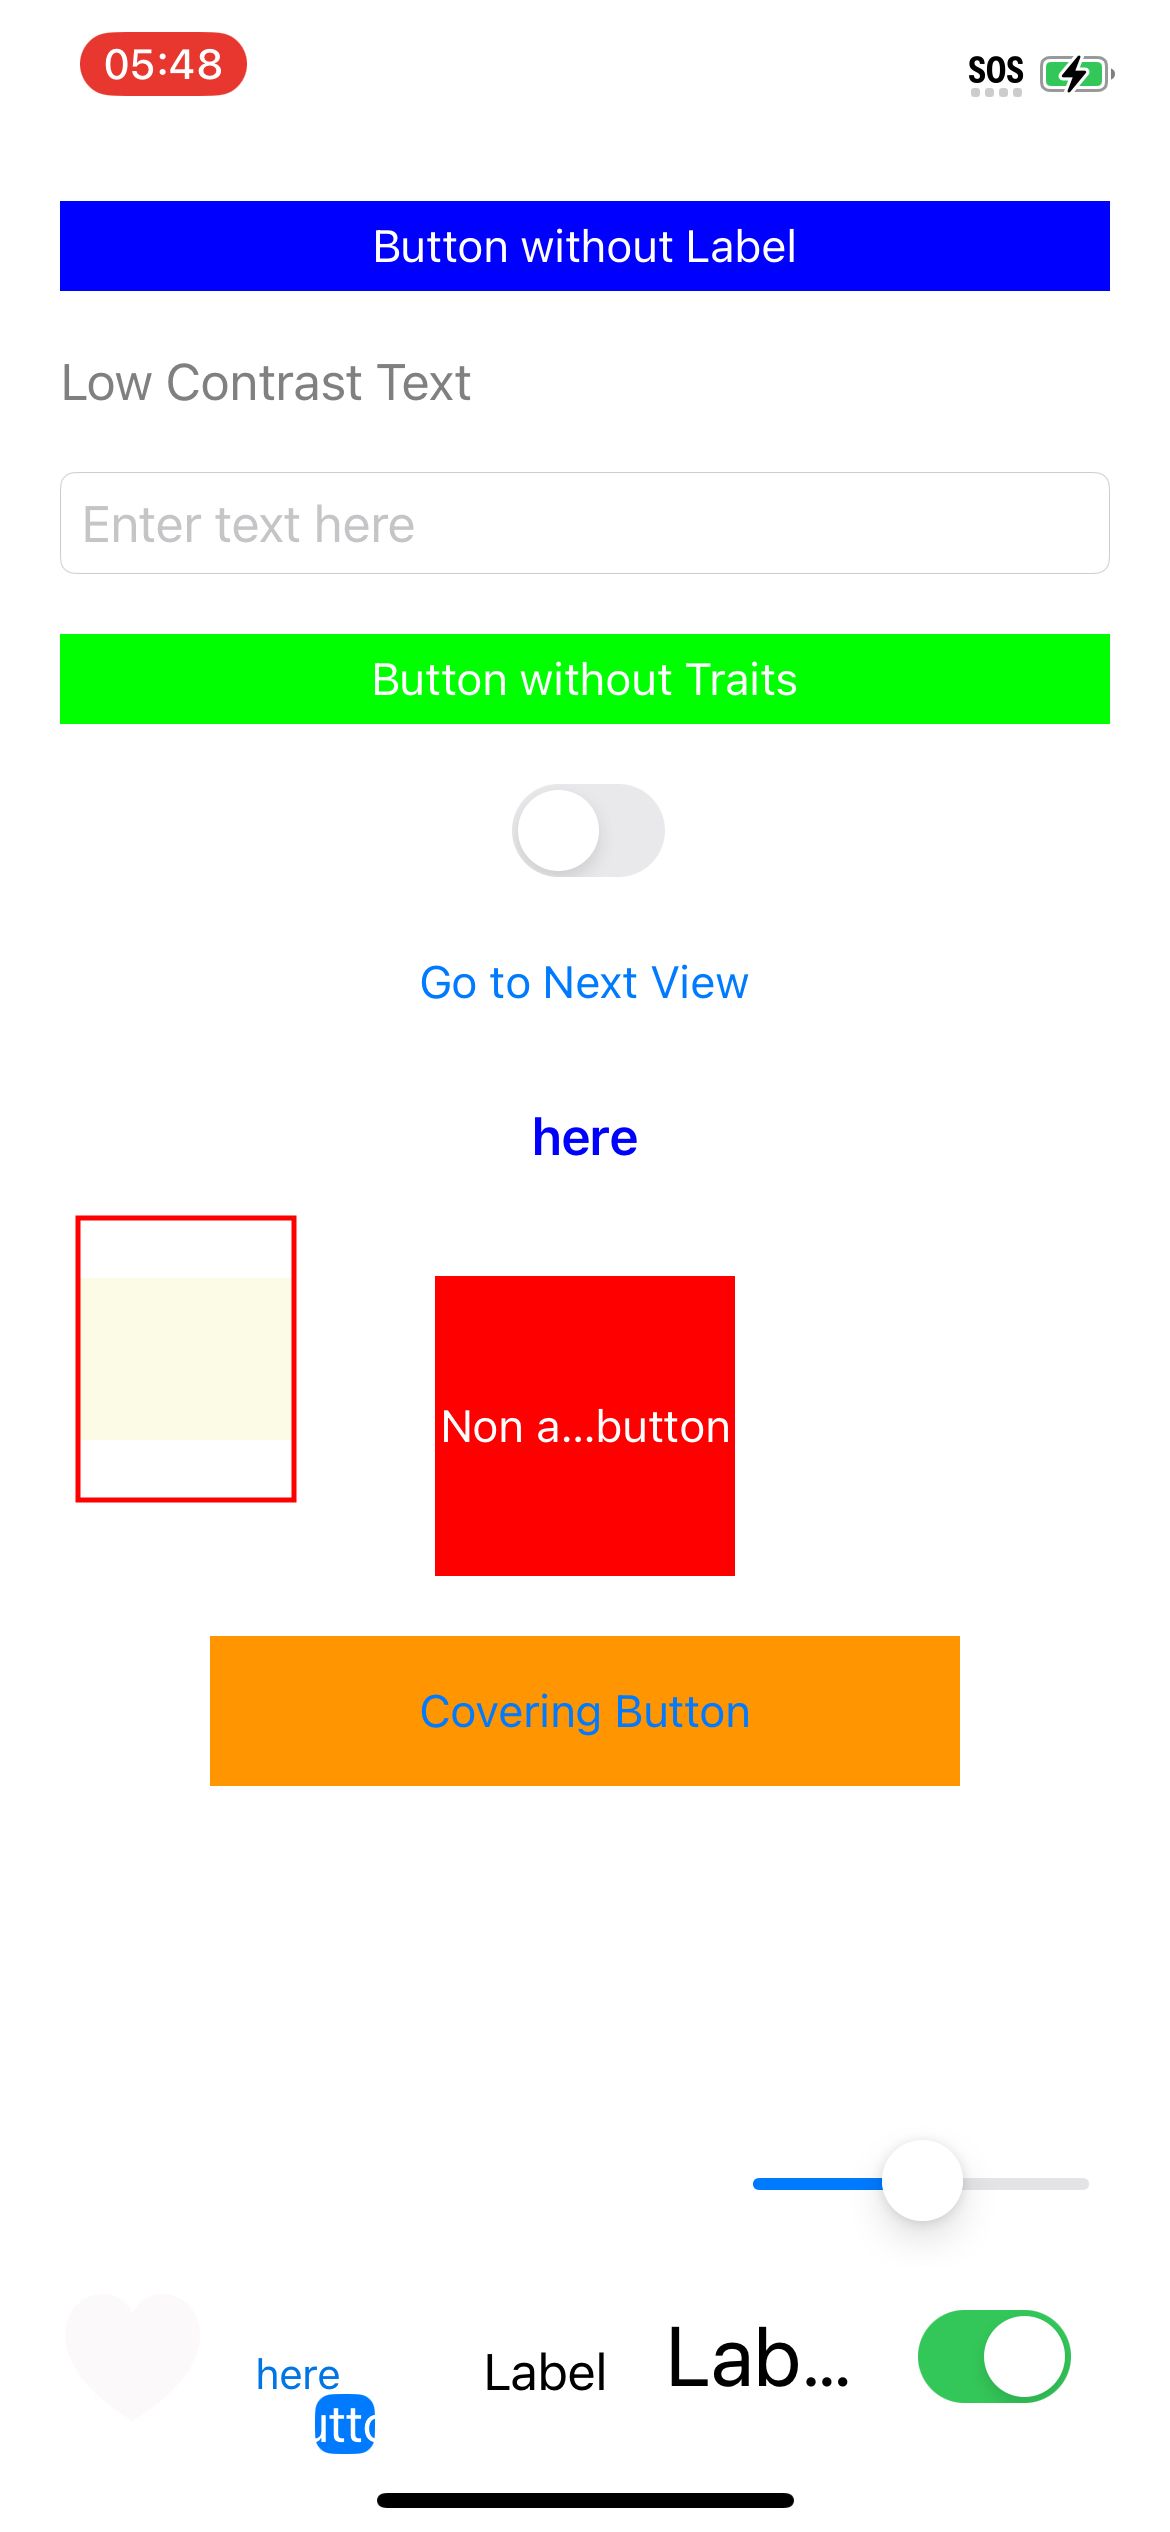 05:48
SOS
Button without Label
Low Contrast Text
Enter text here
Button without Traits
Go to Next View
here
Non a...button
Covering Button
here
Label
Lab...
utto